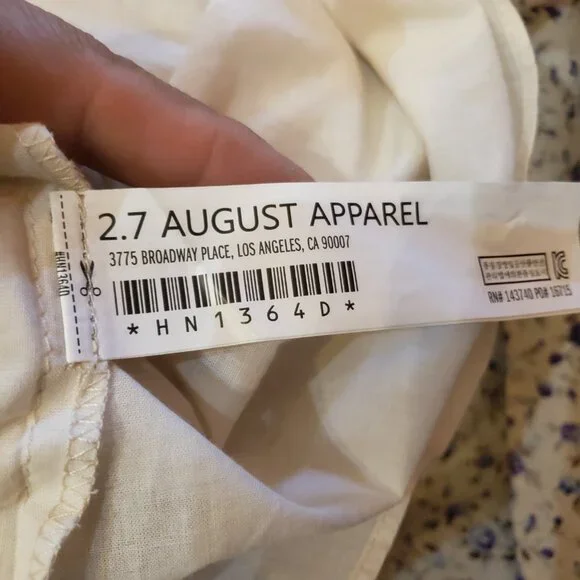 2.7 AUGUST APPAREL
3775 BROADWAY PLACE, LOS ANGELES, CA 90007
*HN1364D*
RN# 143740 PO# 16715
HN1364D